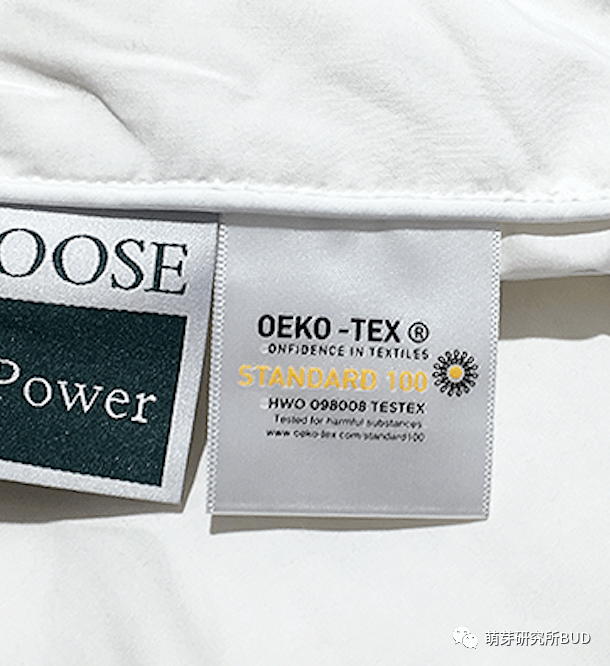 OOSE
Power
OEKO-TEX ®
CONFIDENCE IN TEXTILES
STANDARD 100
HWO 098008 TESTEX
Tested for harmful substances
www.oeko-tex.com/standard100
萌芽研究所BUD